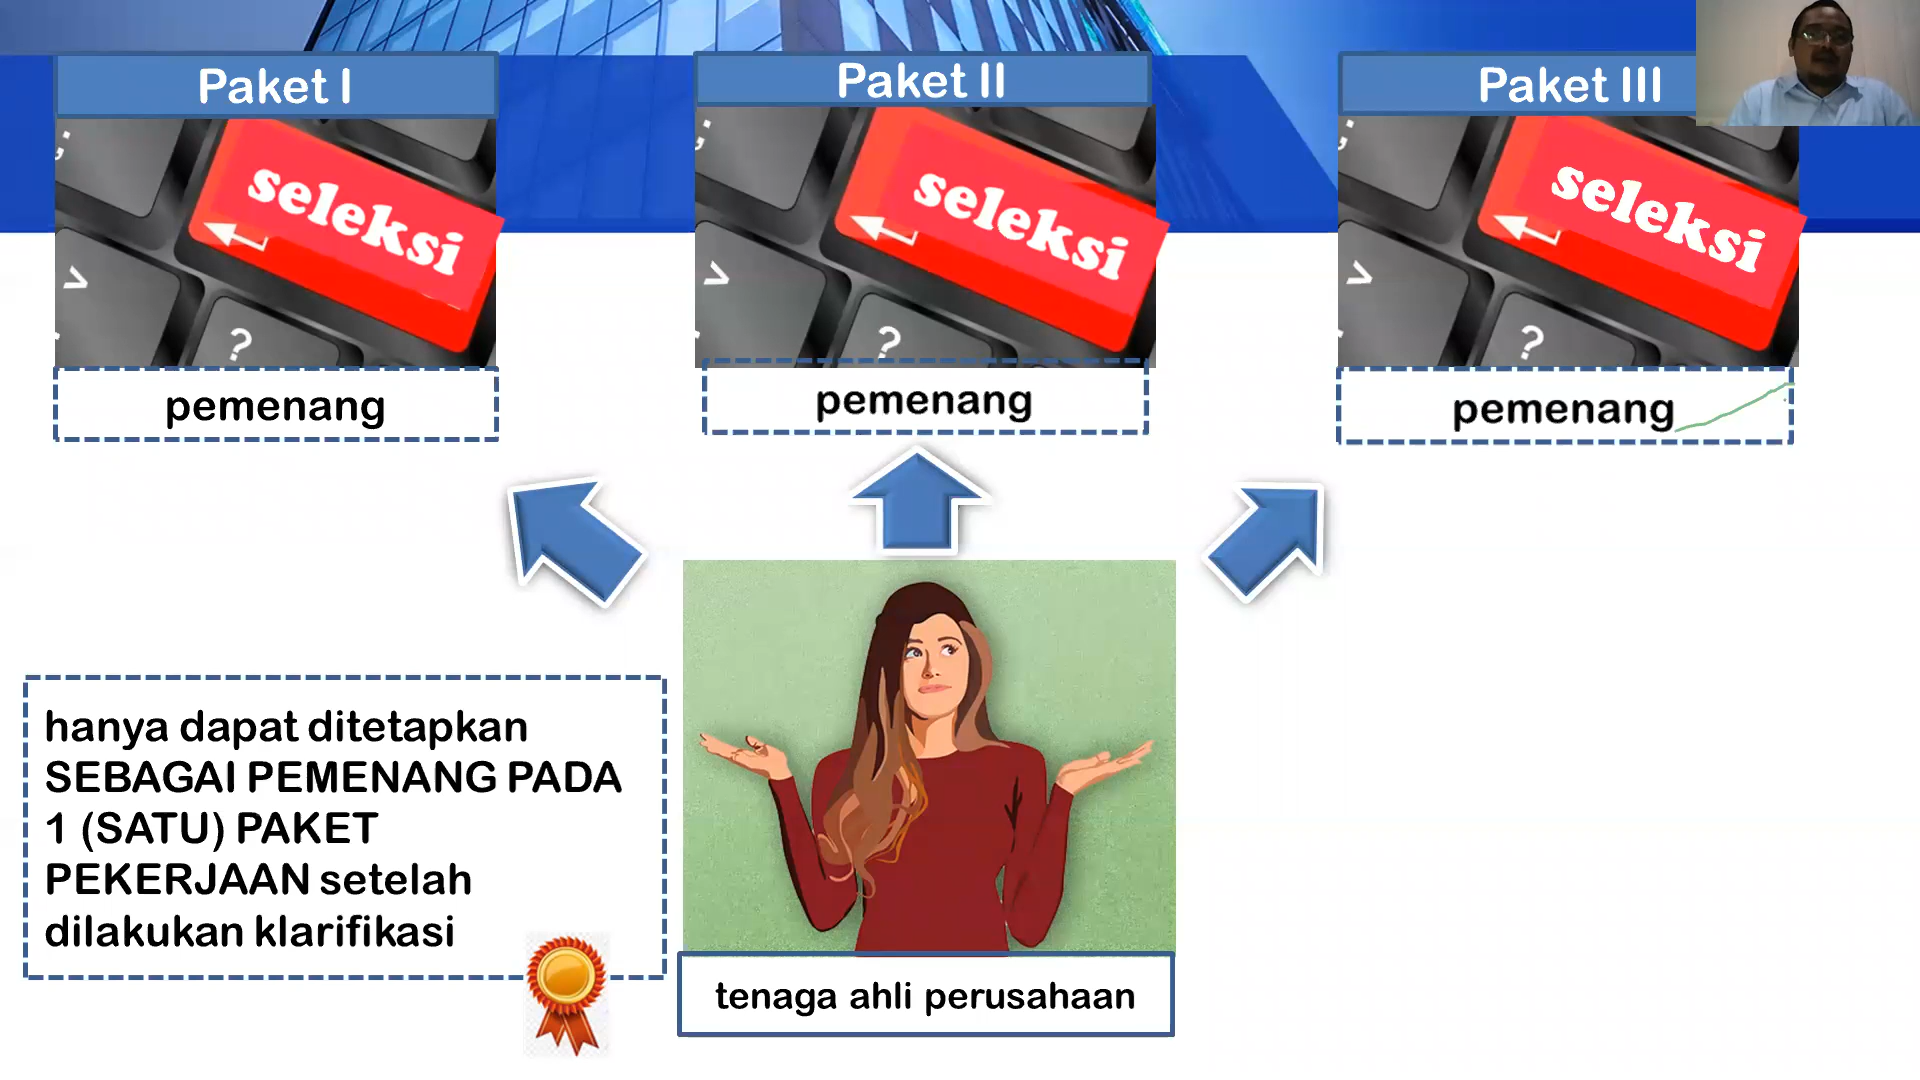 Paket I
Paket II
Paket III
;
seleksi
>
?
;
seleksi
>
?
;
seleksi
>
?
pemenang
pemenang
pemenang
hanya dapat ditetapkan
SEBAGAI PEMENANG PADA
1 (SATU) PAKET
PEKERJAAN setelah
dilakukan klarifikasi
tenaga ahli perusahaan